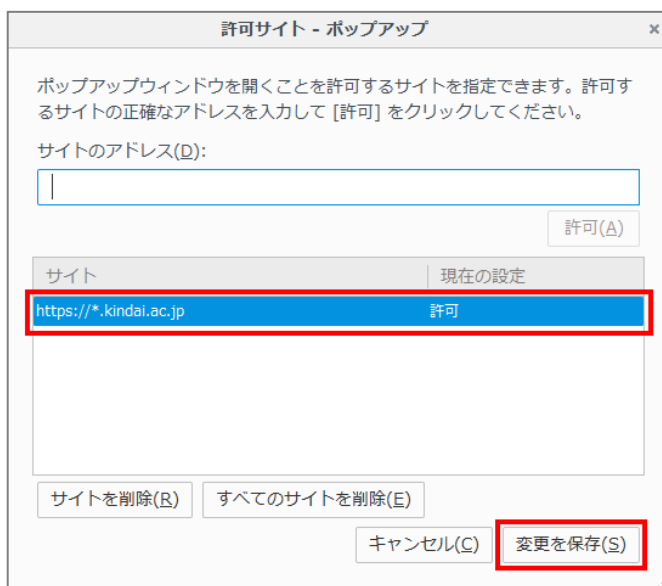 許可サイト - ポップアップ
×
ポップアップウィンドウを開くことを許可するサイトを指定できます。許可す
るサイトの正確なアドレスを入力して [許可] をクリックしてください。
サイトのアドレス(D):
許可(A)
サイト 現在の設定
https://*.kindai.ac.jp 許可
サイトを削除(R) すべてのサイトを削除(E)
キャンセル(C) 変更を保存(S)